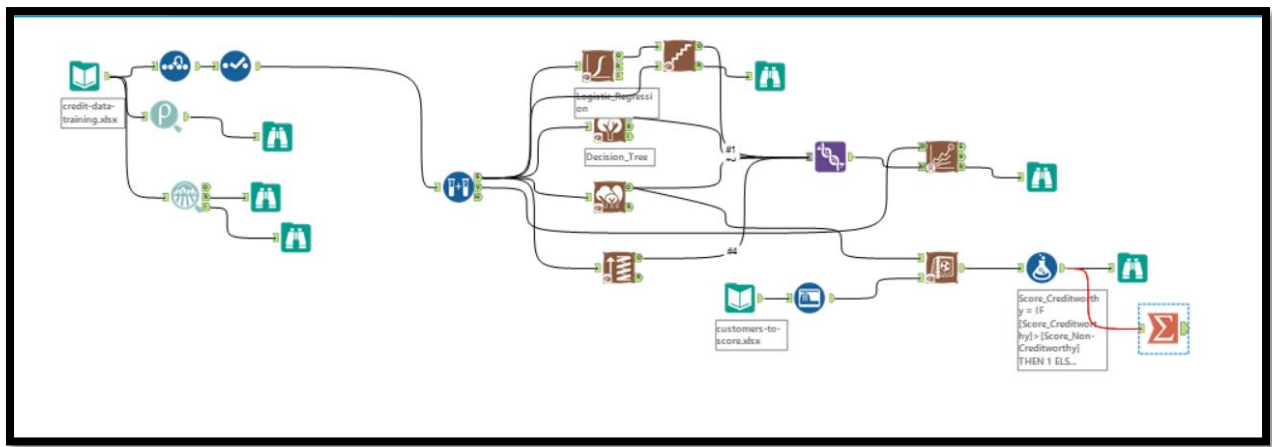 credit-data-
training.xlsx
Logistic_Regressi
on
Decision_Tree
#1
#4
customers-to-
score.xlsx
Score_Creditworth
y = IF
[Score_Creditwort
hy]>[Score_Non-
Creditworthy]
THEN 1 ELS...